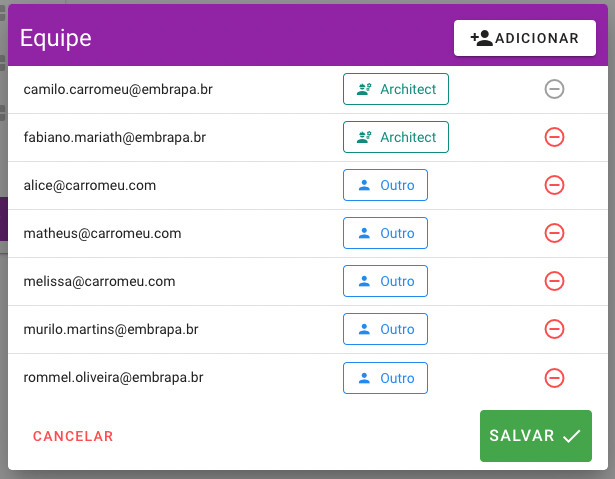 Equipe
ADICIONAR
camilo.carromeu@embrapa.br Architect
fabiano.mariath@embrapa.br Architect
alice@carromeu.com Outro
matheus@carromeu.com Outro
melissa@carromeu.com Outro
murilo.martins@embrapa.br Outro
rommel.oliveira@embrapa.br Outro
CANCELAR
SALVAR